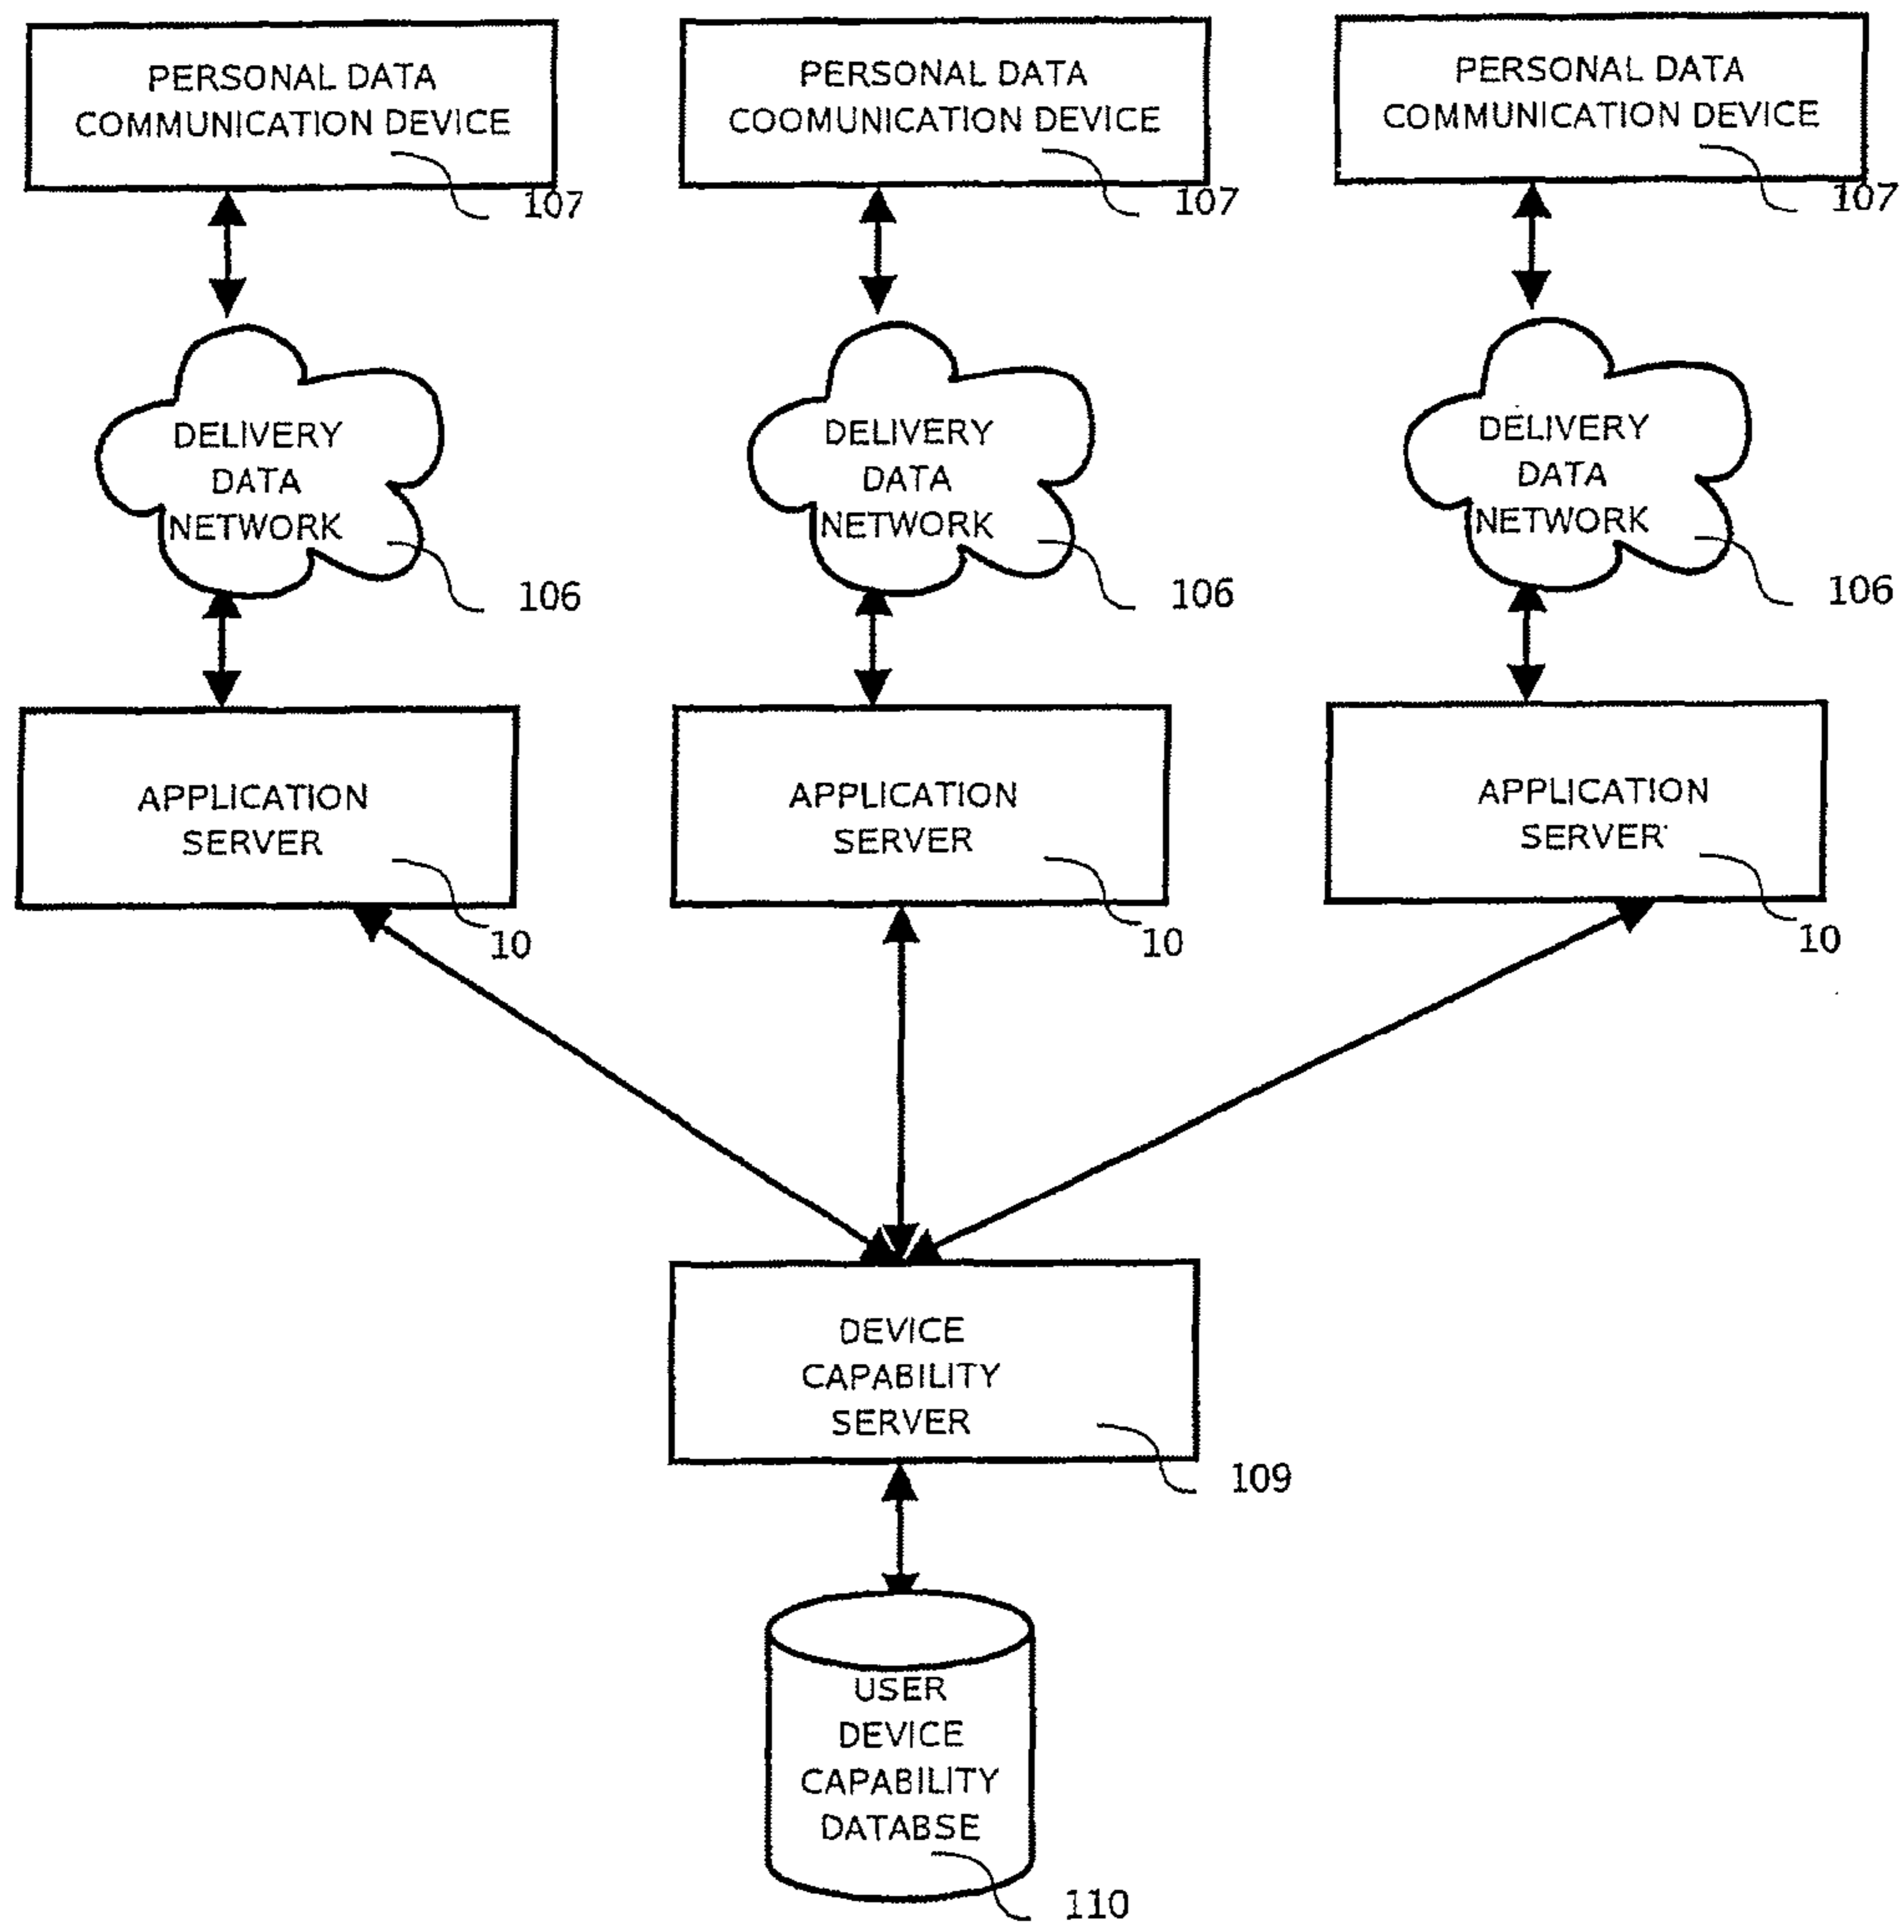 PERSONAL DATA
COMMUNICATION DEVICE
107
PERSONAL DATA
COOMUNICATION DEVICE
107
PERSONAL DATA
COMMUNICATION DEVICE
107
DELIVERY
DATA
NETWORK
106
DELIVERY
DATA
NETWORK
106
DELIVERY
DATA
NETWORK
106
APPLICATION
SERVER
10
APPLICATION
SERVER
10
APPLICATION
SERVER
10
DEVICE
CAPABILITY
SERVER
109
USER
DEVICE
CAPABILITY
DATABSE
110